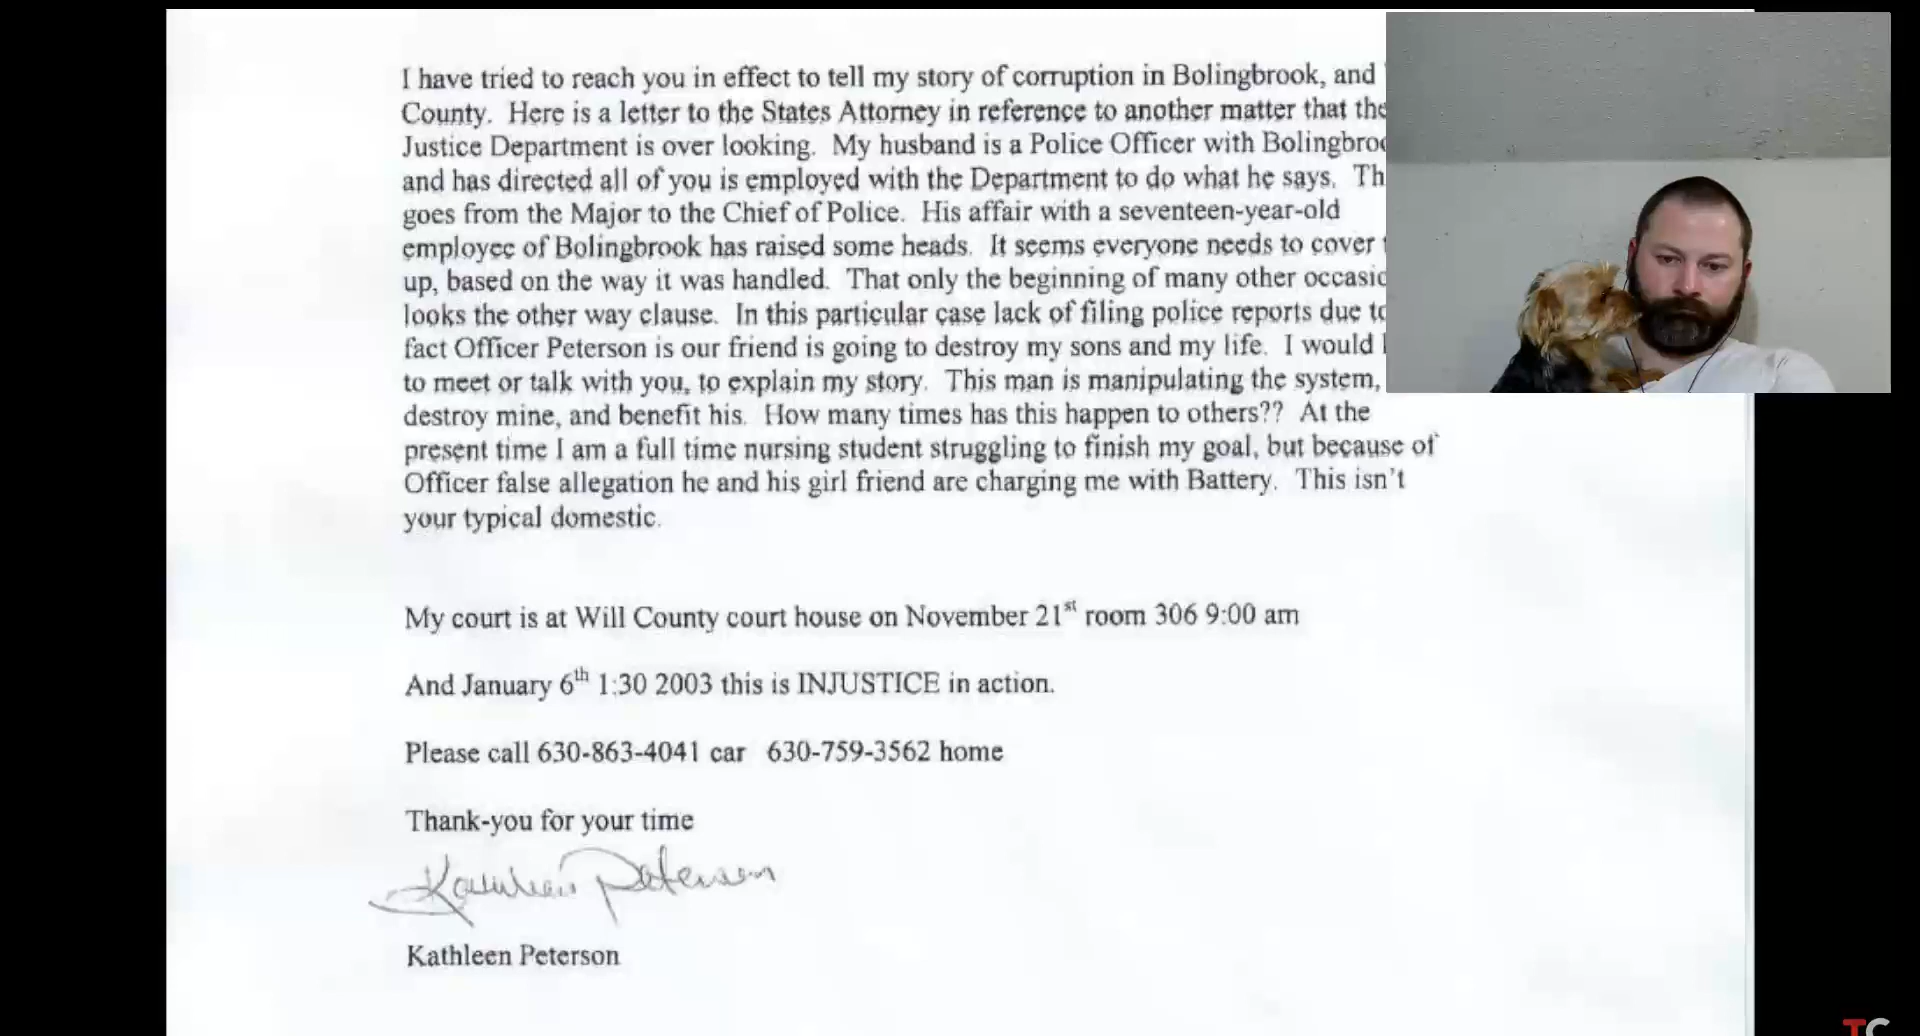 I have tried to reach you in effect to tell my story of corruption in Bolingbrook, and
County. Here is a letter to the States Attorney in reference to another matter that the
Justice Department is over looking. My husband is a Police Officer with
and has directed all of you is employed with the Department to do what he says.
goes from the Major to the Chief of Police. His affair with a seventeen-year-old
employee of Bolingbrook has raised some heads. It seems everyone needs to cover
up, based on the way it was handled. That only the beginning of many other
looks the other way clause. In this particular case lack of filing police reports due
fact Officer Peterson is our friend is going to destroy my sons and my life. I would
to meet or talk with you, to explain my story. This man is manipulating the system,
destroy mine, and benefit his. How many times has this happen to others?? At the
present time I am a full time nursing student struggling to finish my goal, but because of
Officer false allegation he and his girl friend are charging me with Battery. This isn't
your typical domestic.
My court is at Will County court house on November 21st room 306 9:00 am
And January 6th 1:30 2003 this is INJUSTICE in action.
Please call 630-863-4041 car 630-759-3562 home
Thank-you for your time
Kathleen Peterson
Kathleen Peterson
TC